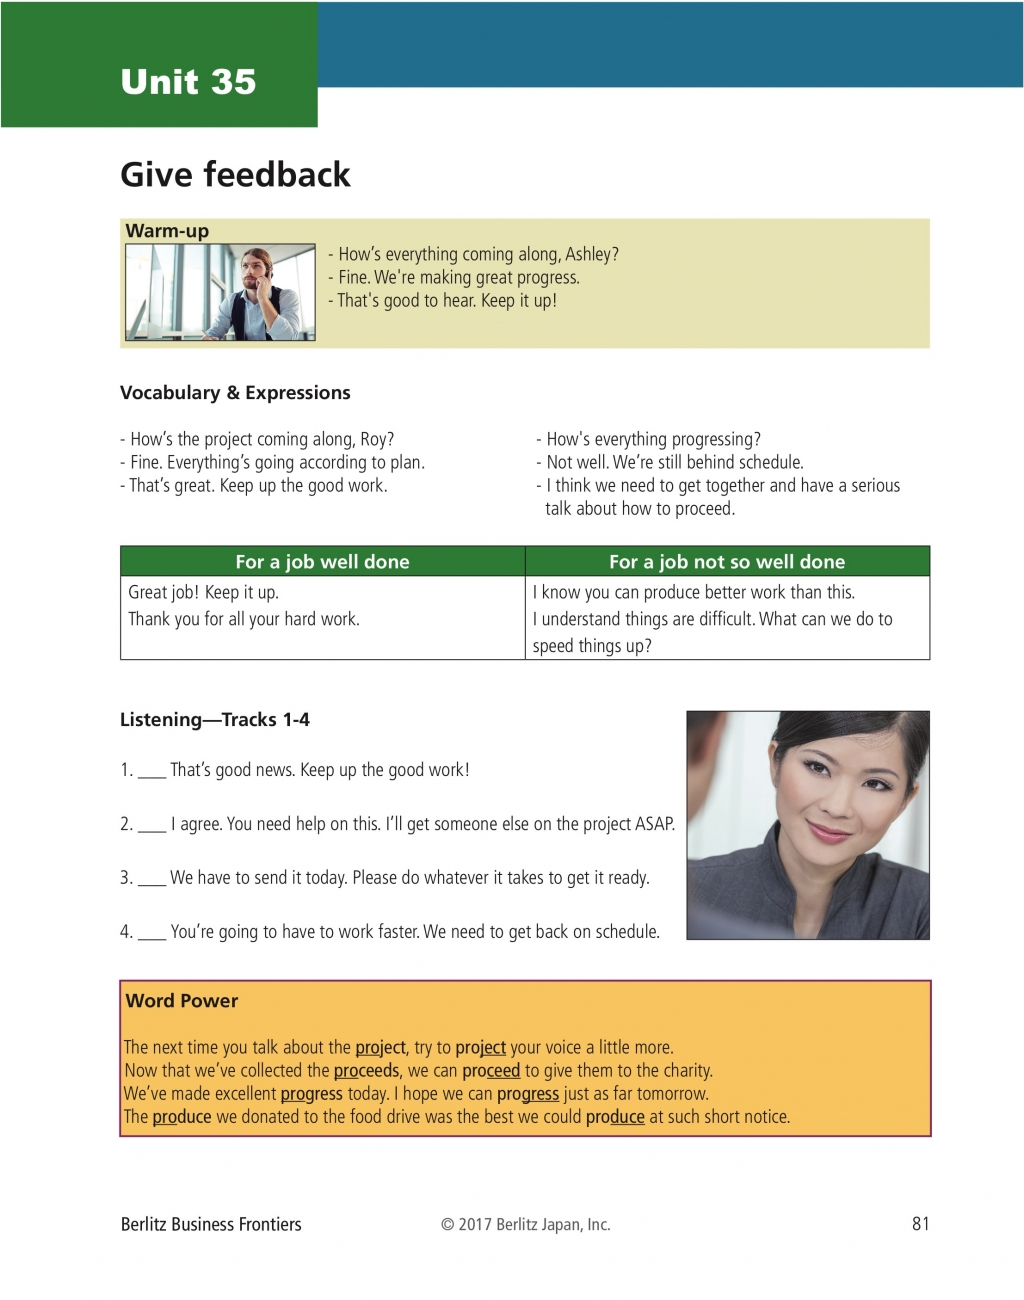 Unit 35
Give feedback
Warm-up
- How's everything coming along, Ashley?
- Fine. We're making great progress.
- That's good to hear. Keep it up!
Vocabulary & Expressions
- How's the project coming along, Roy?
- Fine. Everything's going according to plan.
- That's great. Keep up the good work.
- How's everything progressing?
- Not well. We're still behind schedule.
- I think we need to get together and have a serious
talk about how to proceed.
For a job well done
Great job! Keep it up.
Thank you for all your hard work.
For a job not so well done
I know you can produce better work than this.
I understand things are difficult. What can we do to
speed things up?
Listening—Tracks 1-4
1. ___ That's good news. Keep up the good work!
2. ___ I agree. You need help on this. I'll get someone else on the project ASAP.
3. ___ We have to send it today. Please do whatever it takes to get it ready.
4. ___ You're going to have to work faster. We need to get back on schedule.
Word Power
The next time you talk about the project, try to project your voice a little more.
Now that we've collected the proceeds, we can proceed to give them to the charity.
We've made excellent progress today. I hope we can progress just as far tomorrow.
The produce we donated to the food drive was the best we could produce at such short notice.
Berlitz Business Frontiers
© 2017 Berlitz Japan, Inc.
81